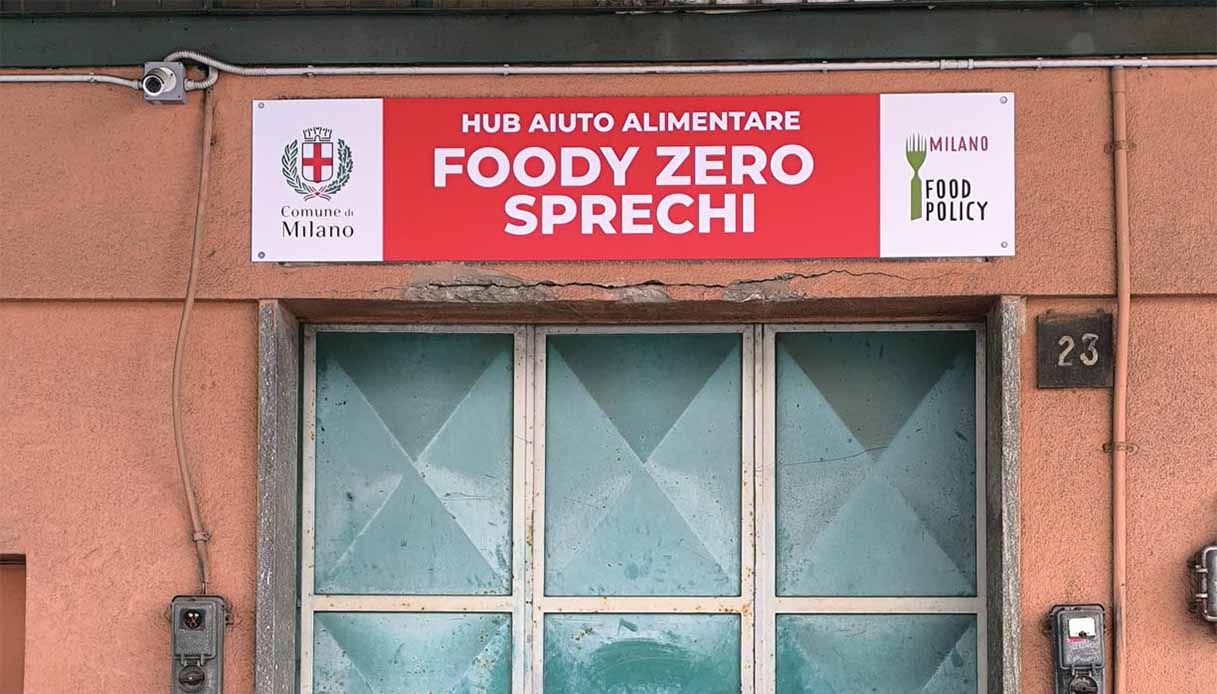 Comune di
Milano
HUB AIUTO ALIMENTARE
FOODY ZERO
SPRECHI
MILANO
FOOD
POLICY
23